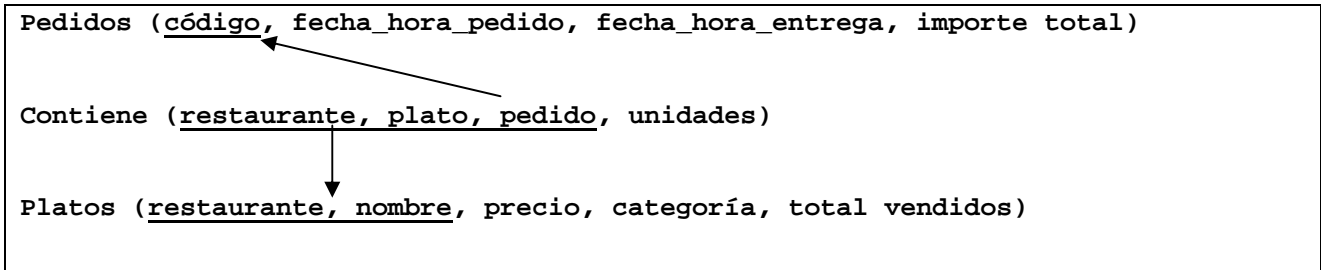 Pedidos (código, fecha_hora_pedido, fecha_hora_entrega, importe total)
Contiene (restaurante, plato, pedido, unidades)
Platos (restaurante, nombre, precio, categoría, total vendidos)